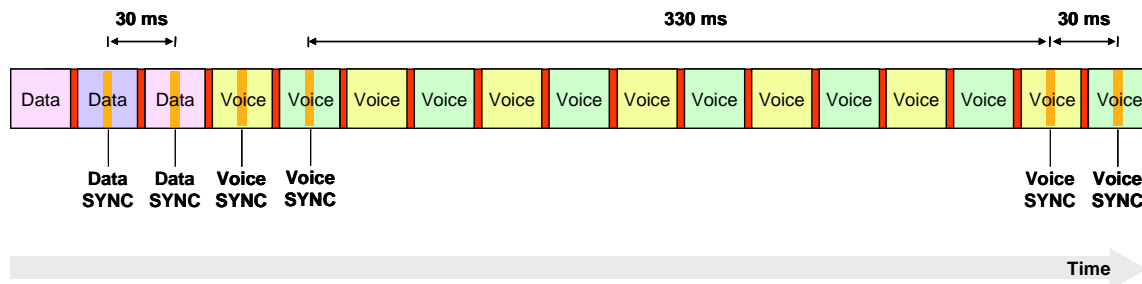 30 ms 330 ms 30 ms
Data Data Data Voice Voice Voice Voice Voice Voice Voice Voice Voice Voice Voice Voice Voice Voice
Data Data Voice Voice Voice Voice
SYNC SYNC SYNC SYNC SYNC SYNC
Time